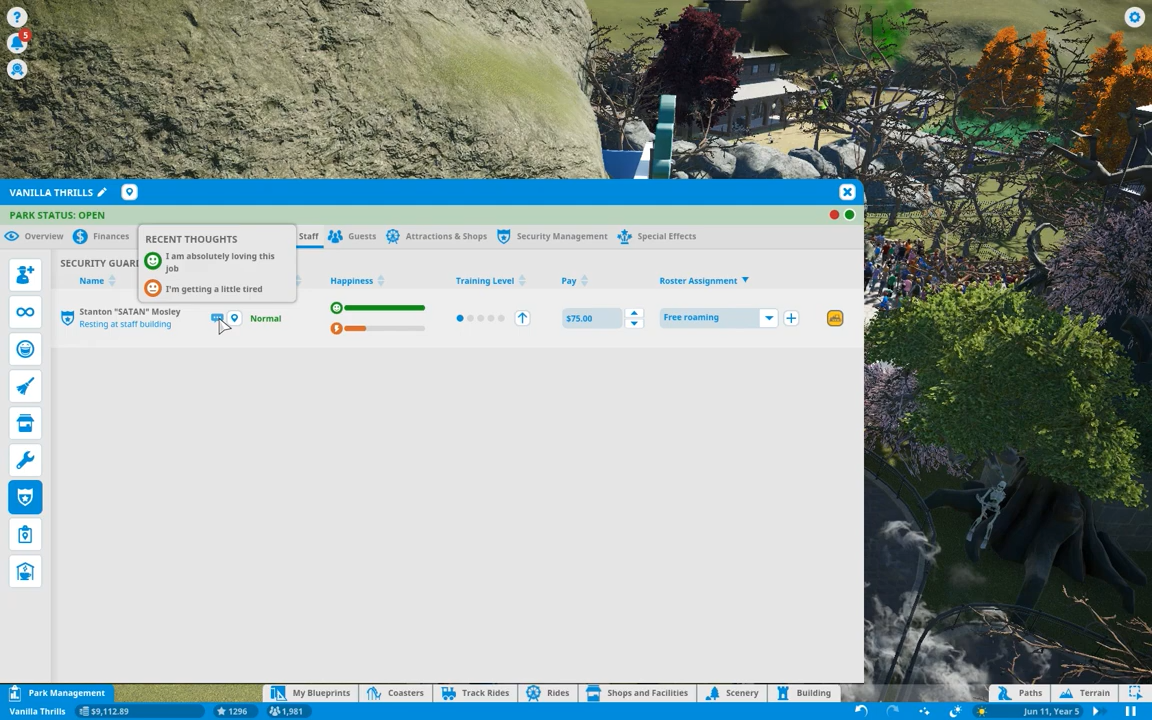 ?
5
VANILLA THRILLS
PARK STATUS: OPEN
Overview
Finances
Staff
Guests
Attractions & Shops
Security Management
Special Effects
RECENT THOUGHTS
I am absolutely loving this
job
I'm getting a little tired
SECURITY GUARD
Name
Happiness
Training Level
Pay
Roster Assignment
Stanton "SATAN" Mosley
Resting at staff building
Normal
$75.00
Free roaming
Park Management
My Blueprints
Coasters
Track Rides
Rides
Shops and Facilities
Scenery
Building
Paths
Terrain
Vanilla Thrills
$9,112.89
1296
1,981
Jun 11, Year 5